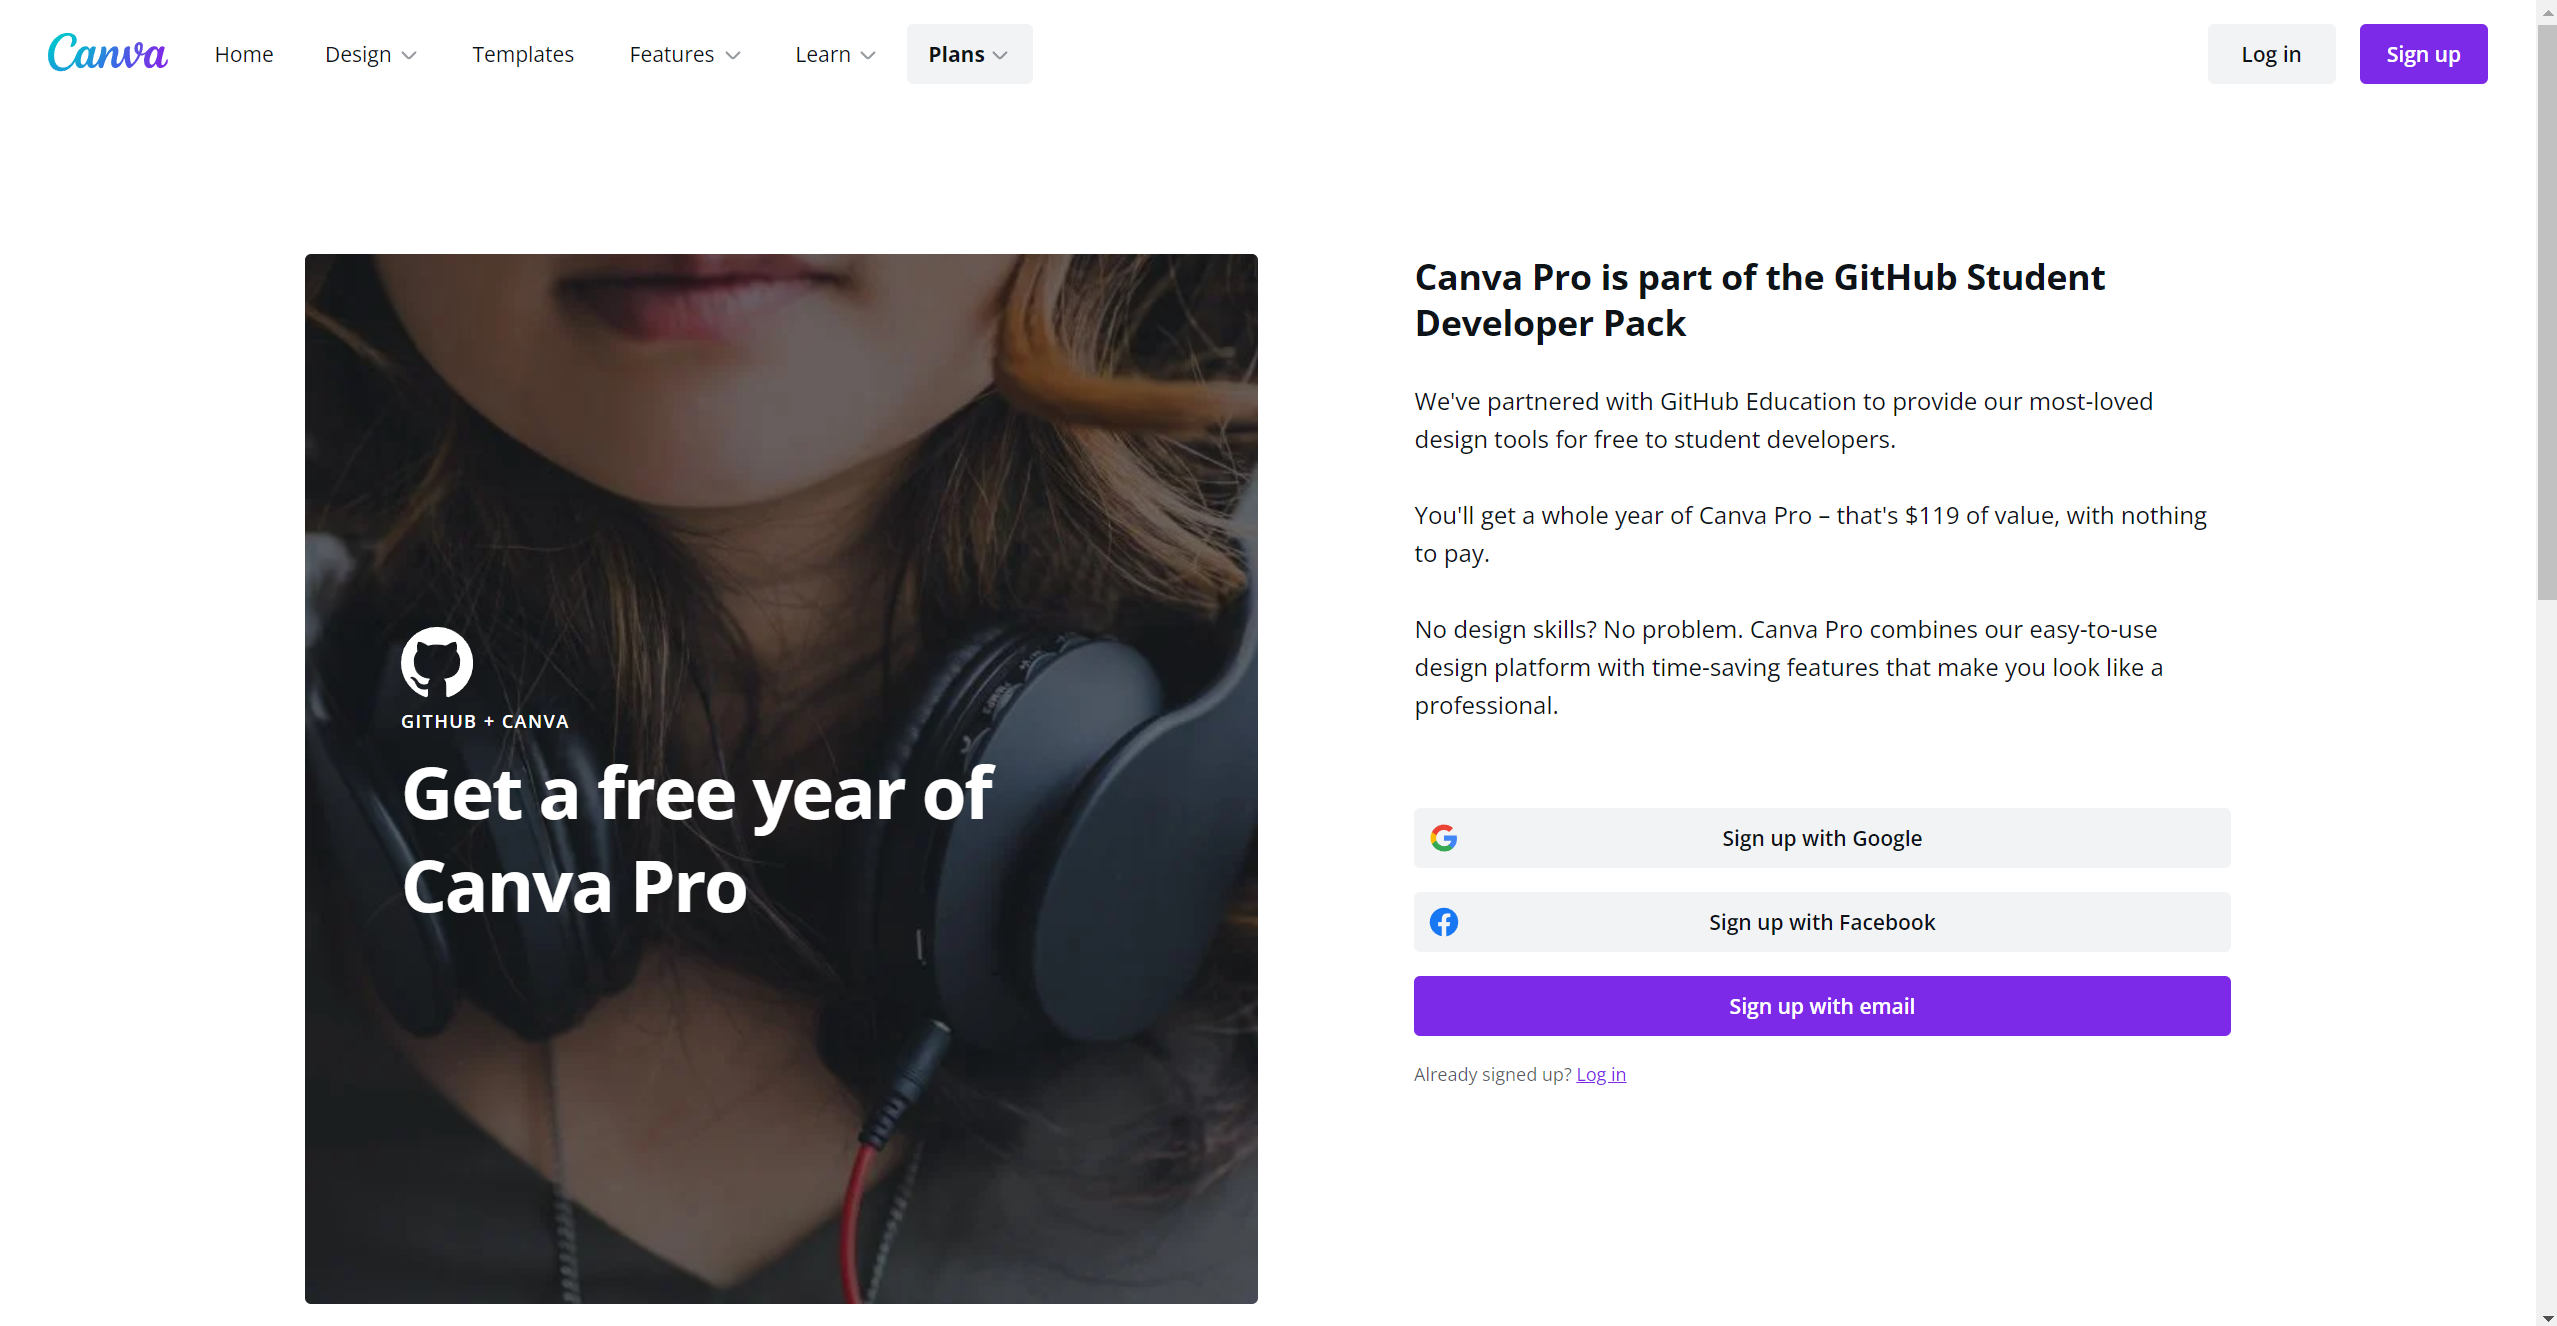 Canva
Home
Design
Templates
Features
Learn
Plans
Log in
Sign up
GITHUB + CANVA
Get a free year of
Canva Pro
Canva Pro is part of the GitHub Student
Developer Pack
We've partnered with GitHub Education to provide our most-loved
design tools for free to student developers.
You'll get a whole year of Canva Pro – that's $119 of value, with nothing
to pay.
No design skills? No problem. Canva Pro combines our easy-to-use
design platform with time-saving features that make you look like a
professional.
Sign up with Google
Sign up with Facebook
Sign up with email
Already signed up? Log in